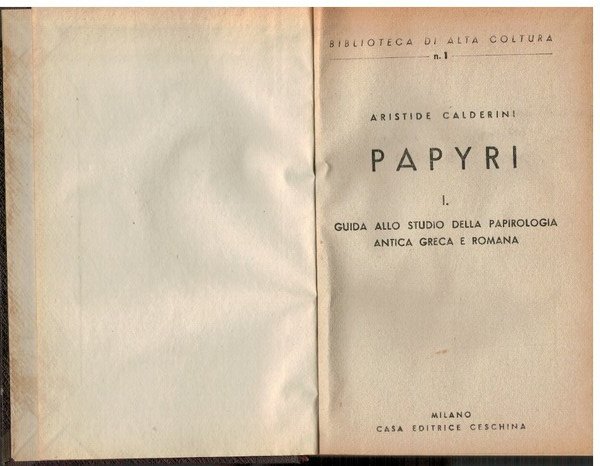 BIBLIOTECA DI ALTA COLTURA
n. 1
ARISTIDE CALDERINI
PAPYRI
I.
GUIDA ALLO STUDIO DELLA PAPIROLOGIA
ANTICA GRECA E ROMANA
MILANO
CASA EDITRICE CESCHINA